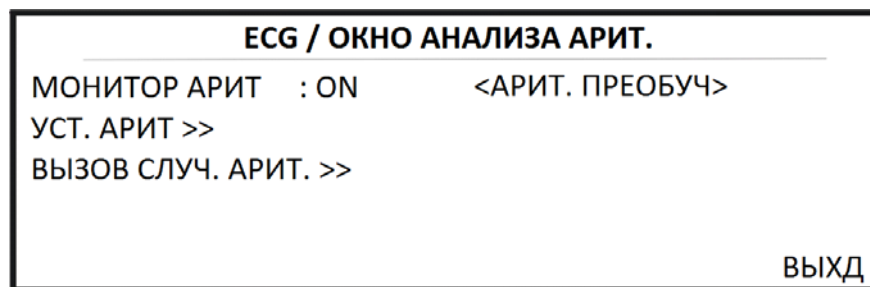 ECG / ОКНО АНАЛИЗА АРИТ.
МОНИТОР АРИТ : ON <АРИТ. ПРЕОБУЧ>
УСТ. АРИТ >>
ВЫЗОВ СЛУЧ. АРИТ. >>
ВЫХД